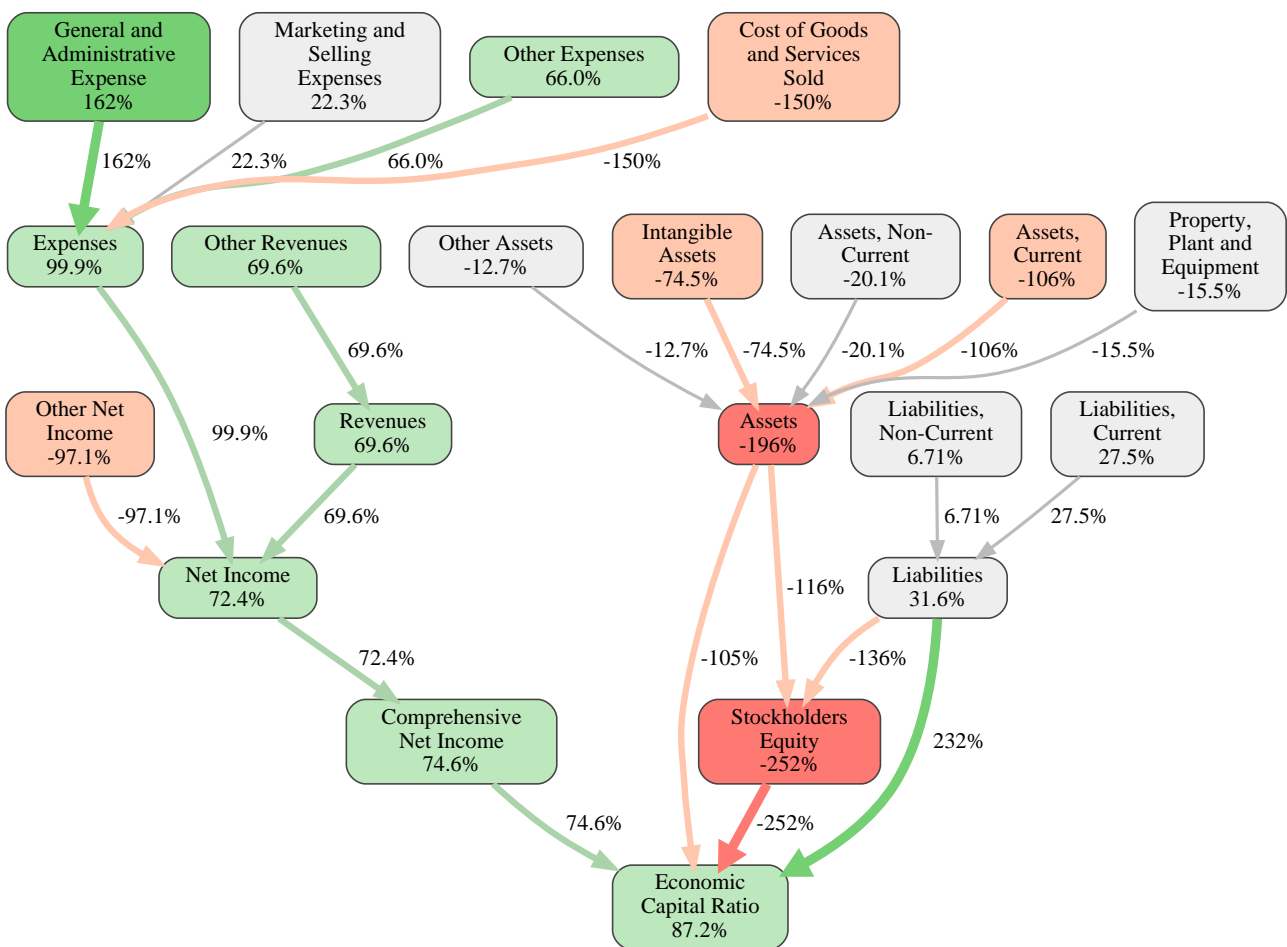 General and
Administrative
Expense
162%
Marketing and
Selling
Expenses
22.3%
Other Expenses
66.0%
Cost of Goods
and Services
Sold
-150%
162%
22.3%
66.0%
-150%
Expenses
99.9%
Other Revenues
69.6%
Other Assets
-12.7%
Intangible
Assets
-74.5%
Assets, Non-
Current
-20.1%
Assets,
Current
-106%
Property,
Plant and
Equipment
-15.5%
69.6%
-12.7%
-74.5%
-20.1%
-106%
-15.5%
Other Net
Income
-97.1%
99.9%
Revenues
69.6%
Assets
-196%
Liabilities,
Non-Current
6.71%
Liabilities,
Current
27.5%
-97.1%
69.6%
6.71%
27.5%
Net Income
72.4%
-116%
Liabilities
31.6%
72.4%
-105%
-136%
Comprehensive
Net Income
74.6%
Stockholders
Equity
-252%
232%
74.6%
-252%
Economic
Capital Ratio
87.2%